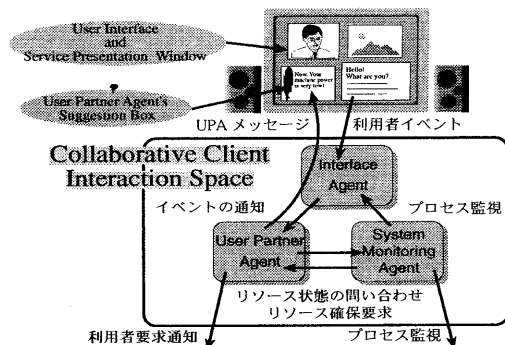 User Interface
and
Service Presentation Window
User Partner Agent's
Suggestion Box
Now, Your
machine power
is very low!
Hello!
What are you?
UPA メッセージ
利用者イベント
Collaborative Client
Interaction Space
Interface
Agent
イベントの通知
プロセス監視
User Partner
Agent
System
Monitoring
Agent
リソース状態の問い合わせ
リソース確保要求
利用者要求通知
プロセス監視